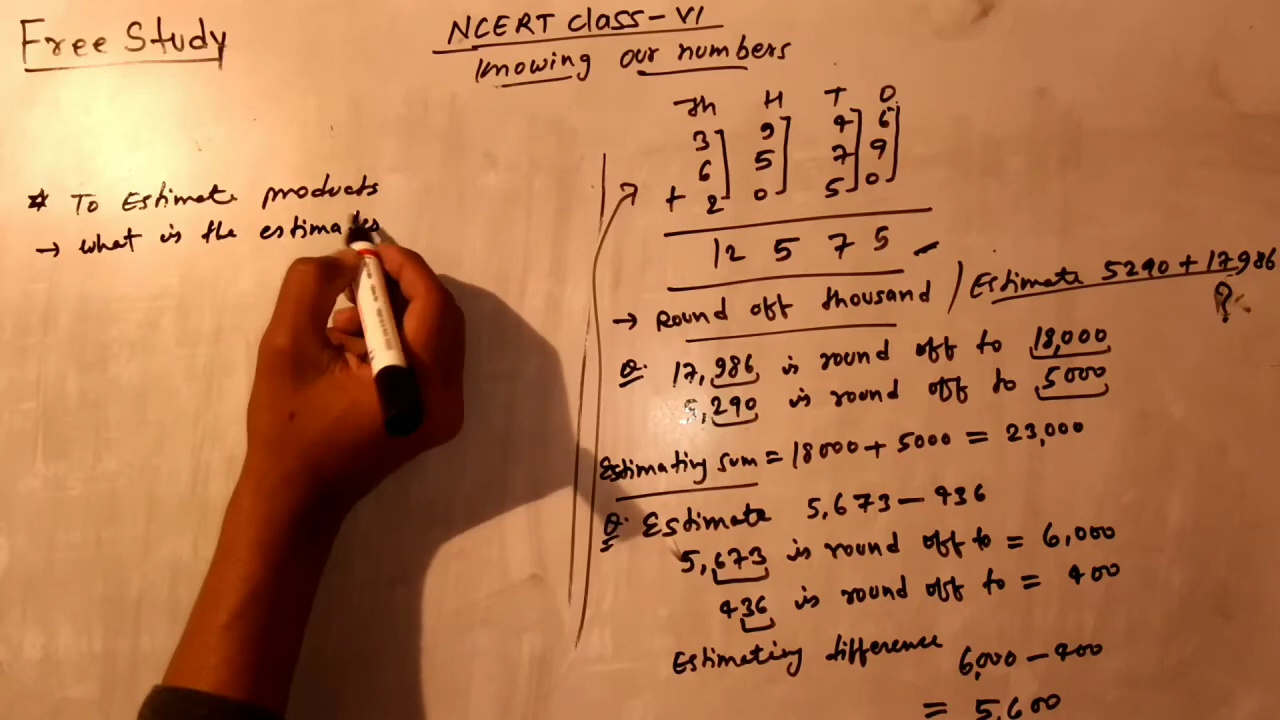 Free Study
NCERT class-VI
Knowing our numbers
Th H T O
3 9 4 6
6 5 7 9
+ 2 0 5 0
12 5 7 5
→ Round off thousand / Estimate 5290 + 17986
?
Q. 17,986 is round off to 18,000
5,290 is round off to 5000
Estimating sum = 18000 + 5000 = 23,000
Q. Estimate 5,673 - 436
5,673 is round off to = 6,000
436 is round off to = 400
Estimating difference
6,000 - 400
= 5,600
* To Estimate products
→ what is the estimates